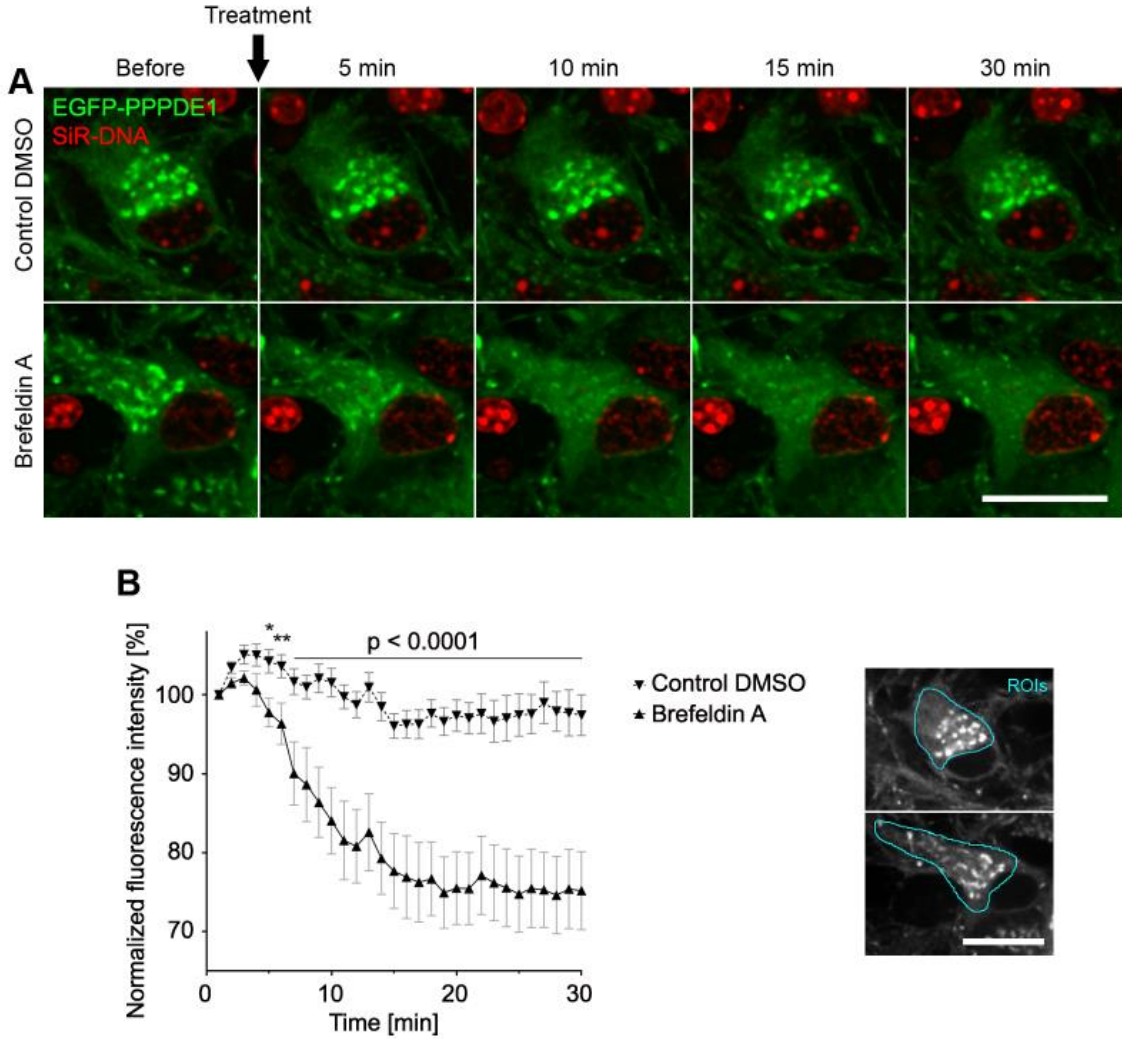 Treatment
Before
5 min
10 min
15 min
30 min
A
EGFP-PPPDE1
SiR-DNA
Control DMSO
Brefeldin A
B
* 
**
p < 0.0001
Normalized fluorescence intensity [%]
100
90
80
70
0
10
20
30
Time [min]
Control DMSO
Brefeldin A
ROIs